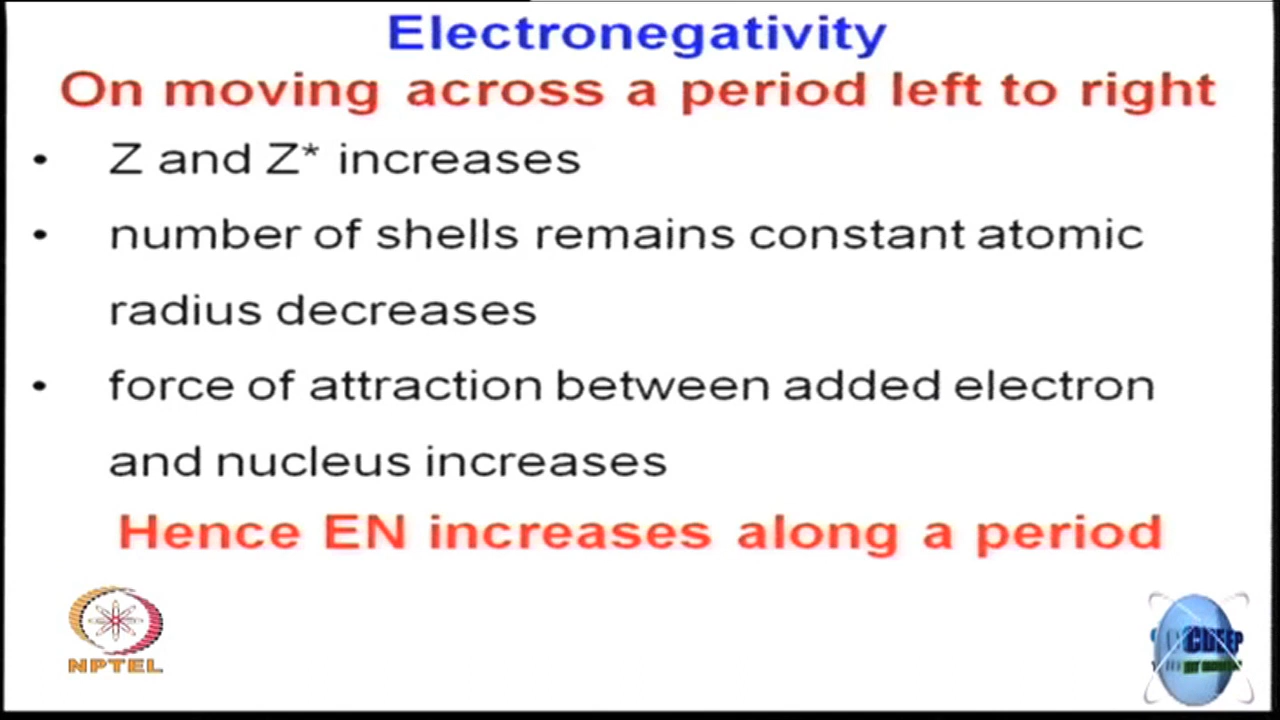 Electronegativity
On moving across a period left to right
• Z and Z* increases
• number of shells remains constant atomic
radius decreases
• force of attraction between added electron
and nucleus increases
Hence EN increases along a period
NPTEL
CDEEP